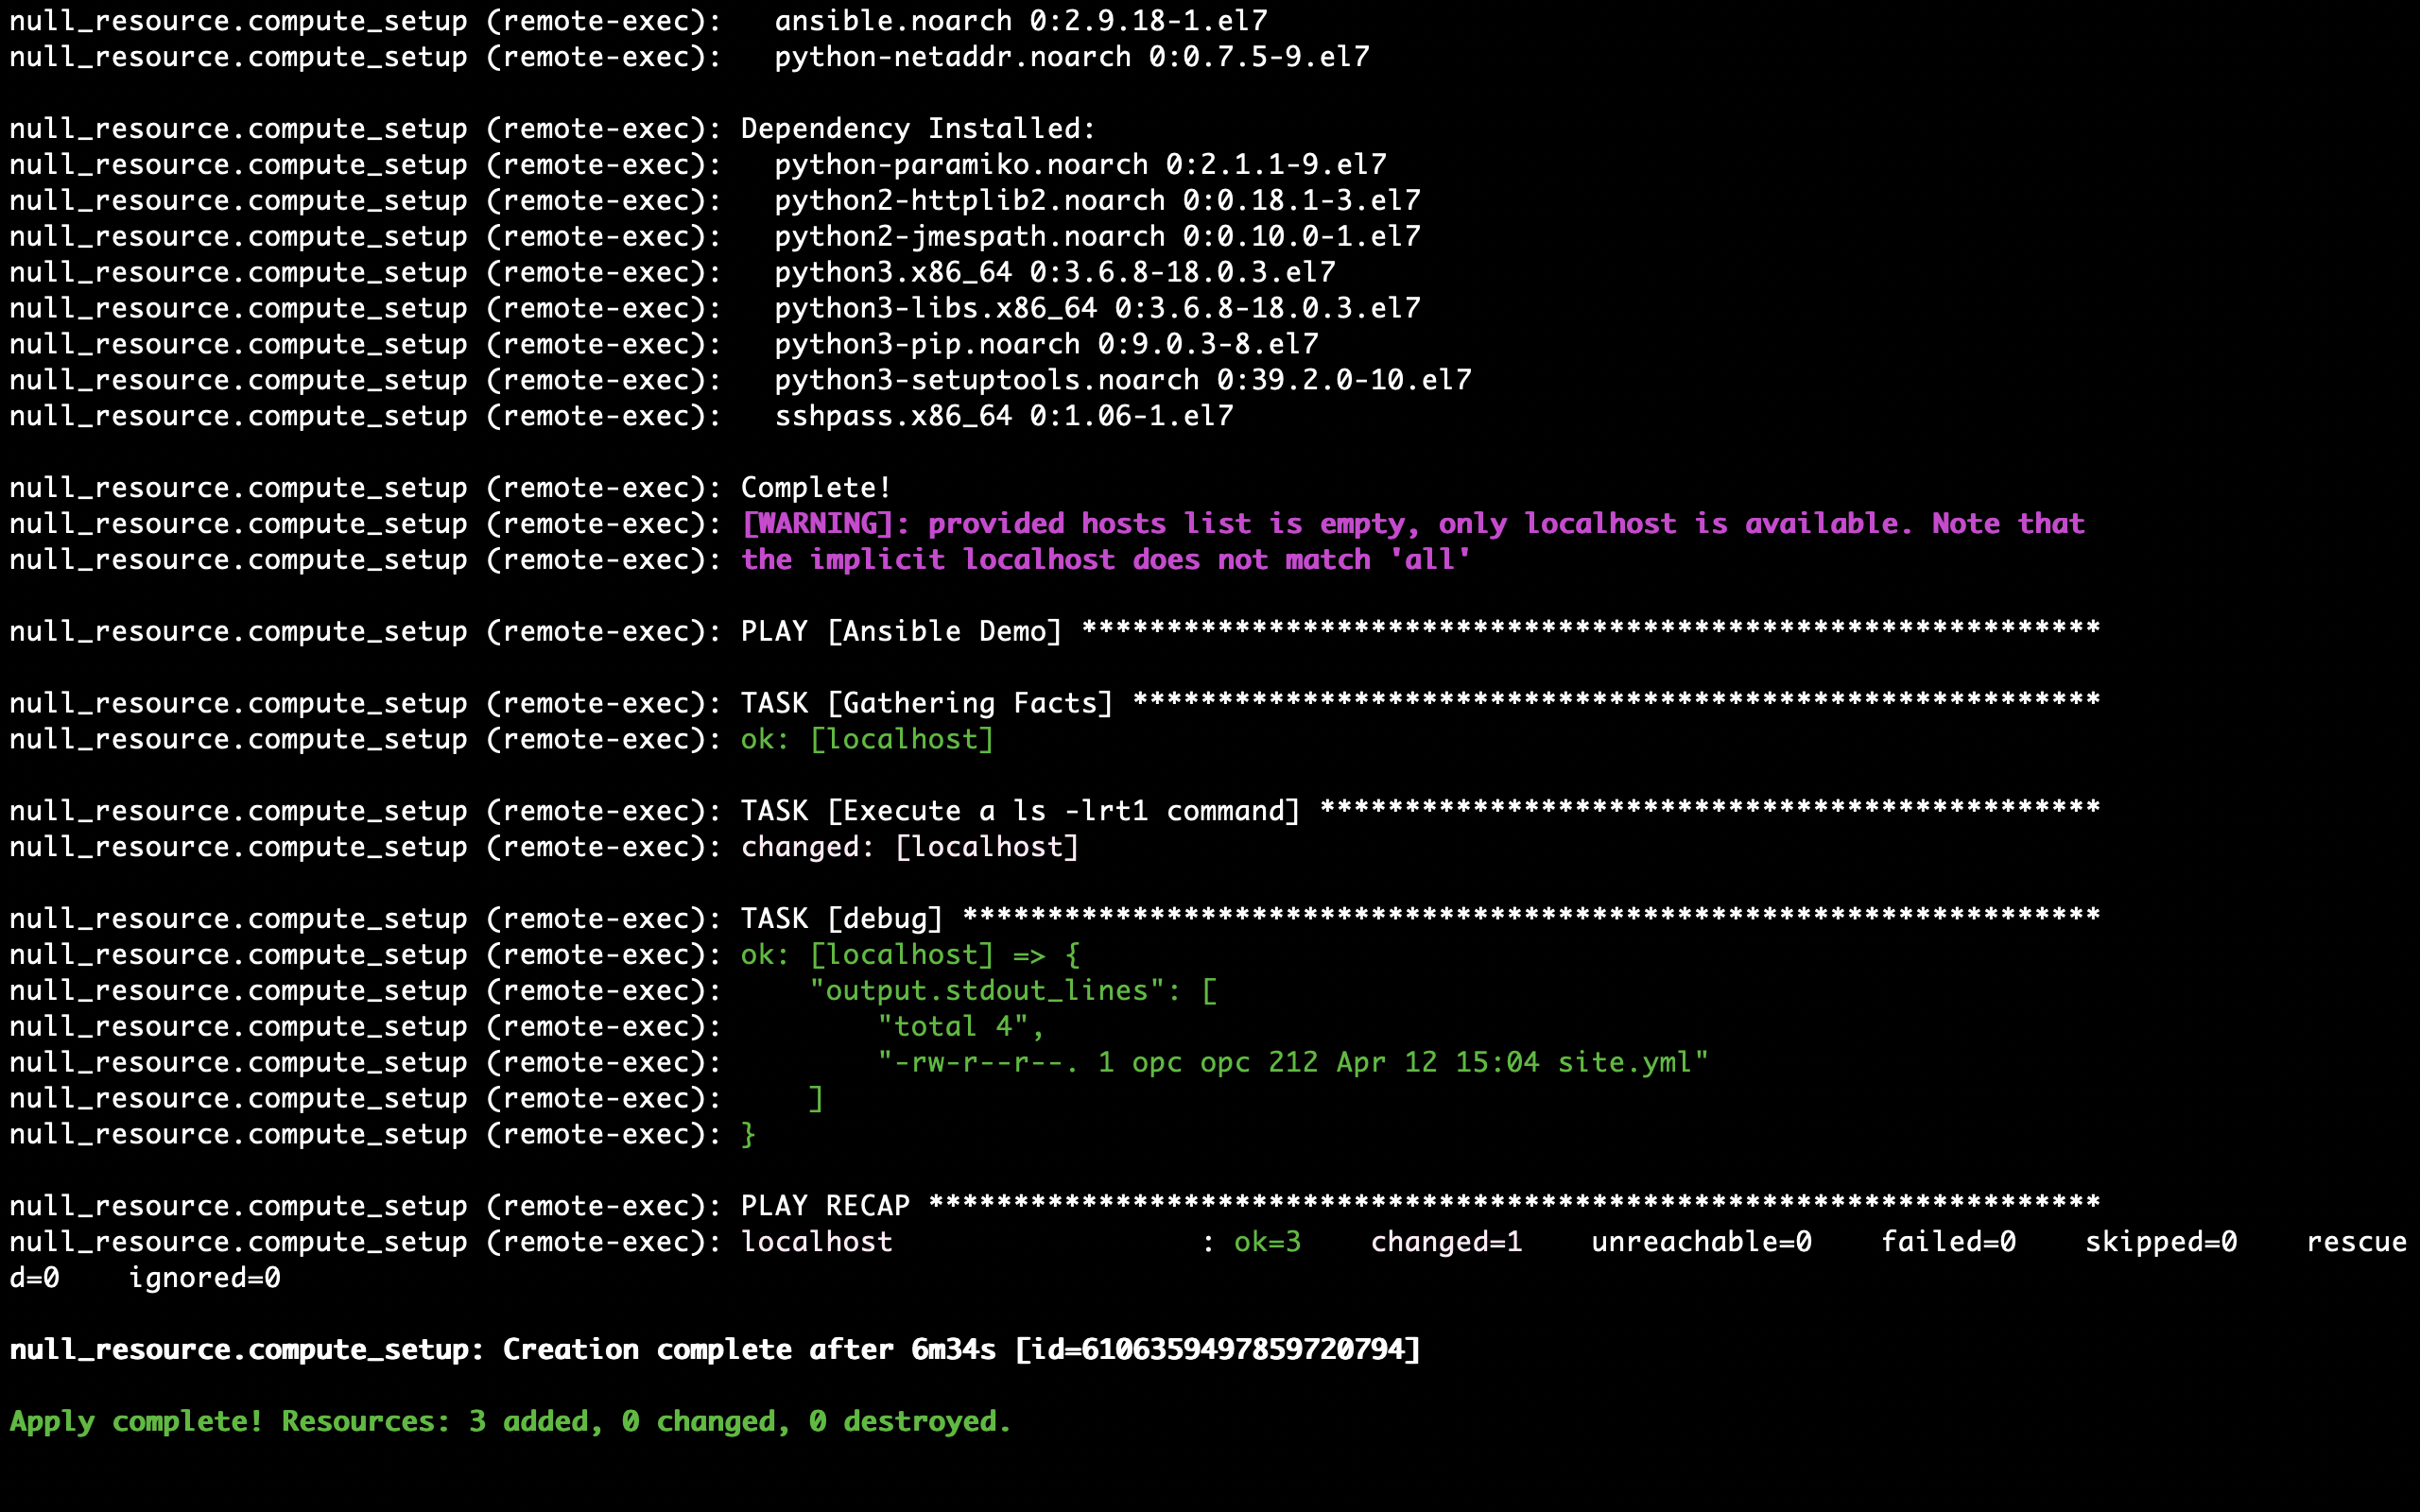 null_resource.compute_setup (remote-exec):   ansible.noarch 0:2.9.18-1.el7
null_resource.compute_setup (remote-exec):   python-netaddr.noarch 0:0.7.5-9.el7
null_resource.compute_setup (remote-exec): Dependency Installed:
null_resource.compute_setup (remote-exec):   python-paramiko.noarch 0:2.1.1-9.el7
null_resource.compute_setup (remote-exec):   python2-httplib2.noarch 0:0.18.1-3.el7
null_resource.compute_setup (remote-exec):   python2-jmespath.noarch 0:0.10.0-1.el7
null_resource.compute_setup (remote-exec):   python3.x86_64 0:3.6.8-18.0.3.el7
null_resource.compute_setup (remote-exec):   python3-libs.x86_64 0:3.6.8-18.0.3.el7
null_resource.compute_setup (remote-exec):   python3-pip.noarch 0:9.0.3-8.el7
null_resource.compute_setup (remote-exec):   python3-setuptools.noarch 0:39.2.0-10.el7
null_resource.compute_setup (remote-exec):   sshpass.x86_64 0:1.06-1.el7
null_resource.compute_setup (remote-exec): Complete!
null_resource.compute_setup (remote-exec): [WARNING]: provided hosts list is empty, only localhost is available. Note that
null_resource.compute_setup (remote-exec): the implicit localhost does not match 'all'
null_resource.compute_setup (remote-exec): PLAY [Ansible Demo] ************************************************************
null_resource.compute_setup (remote-exec): TASK [Gathering Facts] *********************************************************
null_resource.compute_setup (remote-exec): ok: [localhost]
null_resource.compute_setup (remote-exec): TASK [Execute a ls -lrt1 command] **********************************************
null_resource.compute_setup (remote-exec): changed: [localhost]
null_resource.compute_setup (remote-exec): TASK [debug] *******************************************************************
null_resource.compute_setup (remote-exec): ok: [localhost] => {
null_resource.compute_setup (remote-exec):     "output.stdout_lines": [
null_resource.compute_setup (remote-exec):         "total 4",
null_resource.compute_setup (remote-exec):         "-rw-r--r--. 1 opc opc 212 Apr 12 15:04 site.yml"
null_resource.compute_setup (remote-exec):     ]
null_resource.compute_setup (remote-exec): }
null_resource.compute_setup (remote-exec): PLAY RECAP *********************************************************************
null_resource.compute_setup (remote-exec): localhost                  : ok=3    changed=1    unreachable=0    failed=0    skipped=0    rescue
d=0    ignored=0
null_resource.compute_setup: Creation complete after 6m34s [id=6106359497859720794]
Apply complete! Resources: 3 added, 0 changed, 0 destroyed.